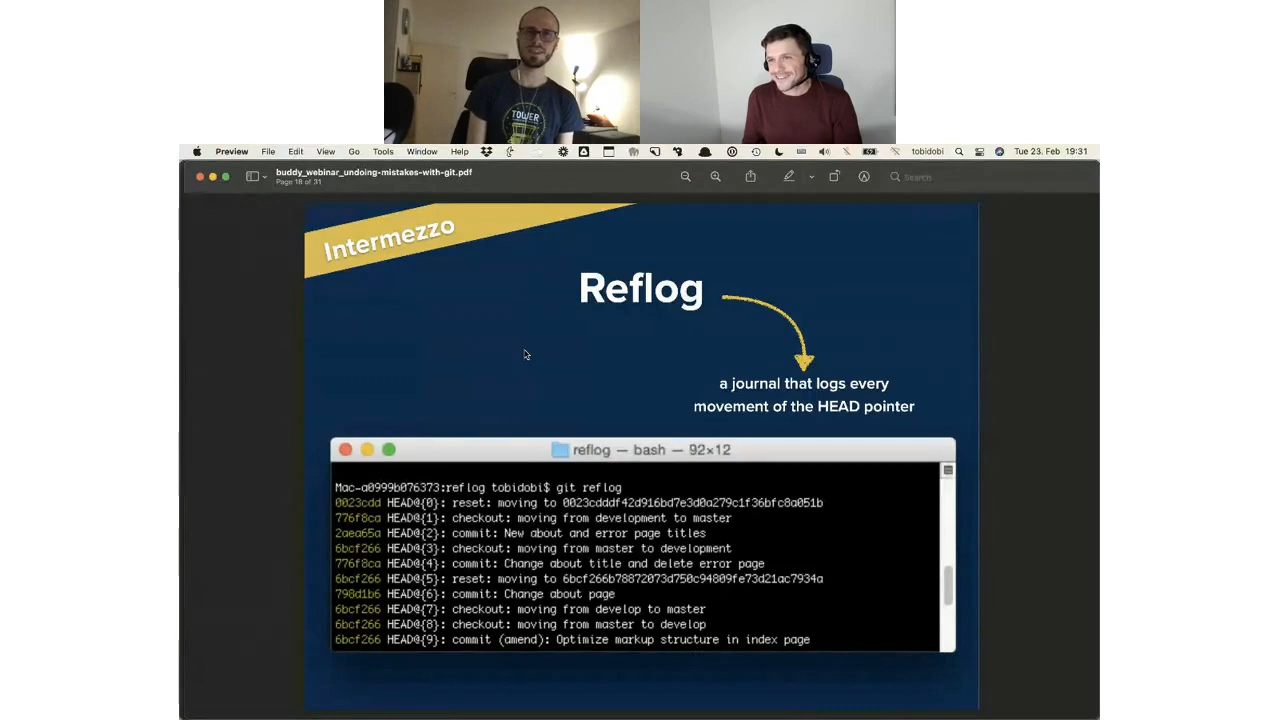 TOWER
Preview File Edit View Go Tools Window Help tobidobi Tue 23. Feb 19:31
buddy_webinar_undoing-mistakes-with-git.pdf
Page 18 of 31
Search
Intermezzo
Reflog
a journal that logs every
movement of the HEAD pointer
reflog — bash — 92×12
Mac-a0999b076373:reflog tobidobi$ git reflog
0023cdd HEAD@{0}: reset: moving to 0023cdddf42d916bd7e3d0a279c1f36bfc8a051b
776f8ca HEAD@{1}: checkout: moving from development to master
2aea65a HEAD@{2}: commit: New about and error page titles
6bcf266 HEAD@{3}: checkout: moving from master to development
776f8ca HEAD@{4}: commit: Change about title and delete error page
6bcf266 HEAD@{5}: reset: moving to 6bcf266b78872073d750c94809fe73d21ac7934a
798d1b6 HEAD@{6}: commit: Change about page
6bcf266 HEAD@{7}: checkout: moving from develop to master
6bcf266 HEAD@{8}: checkout: moving from master to develop
6bcf266 HEAD@{9}: commit (amend): Optimize markup structure in index page